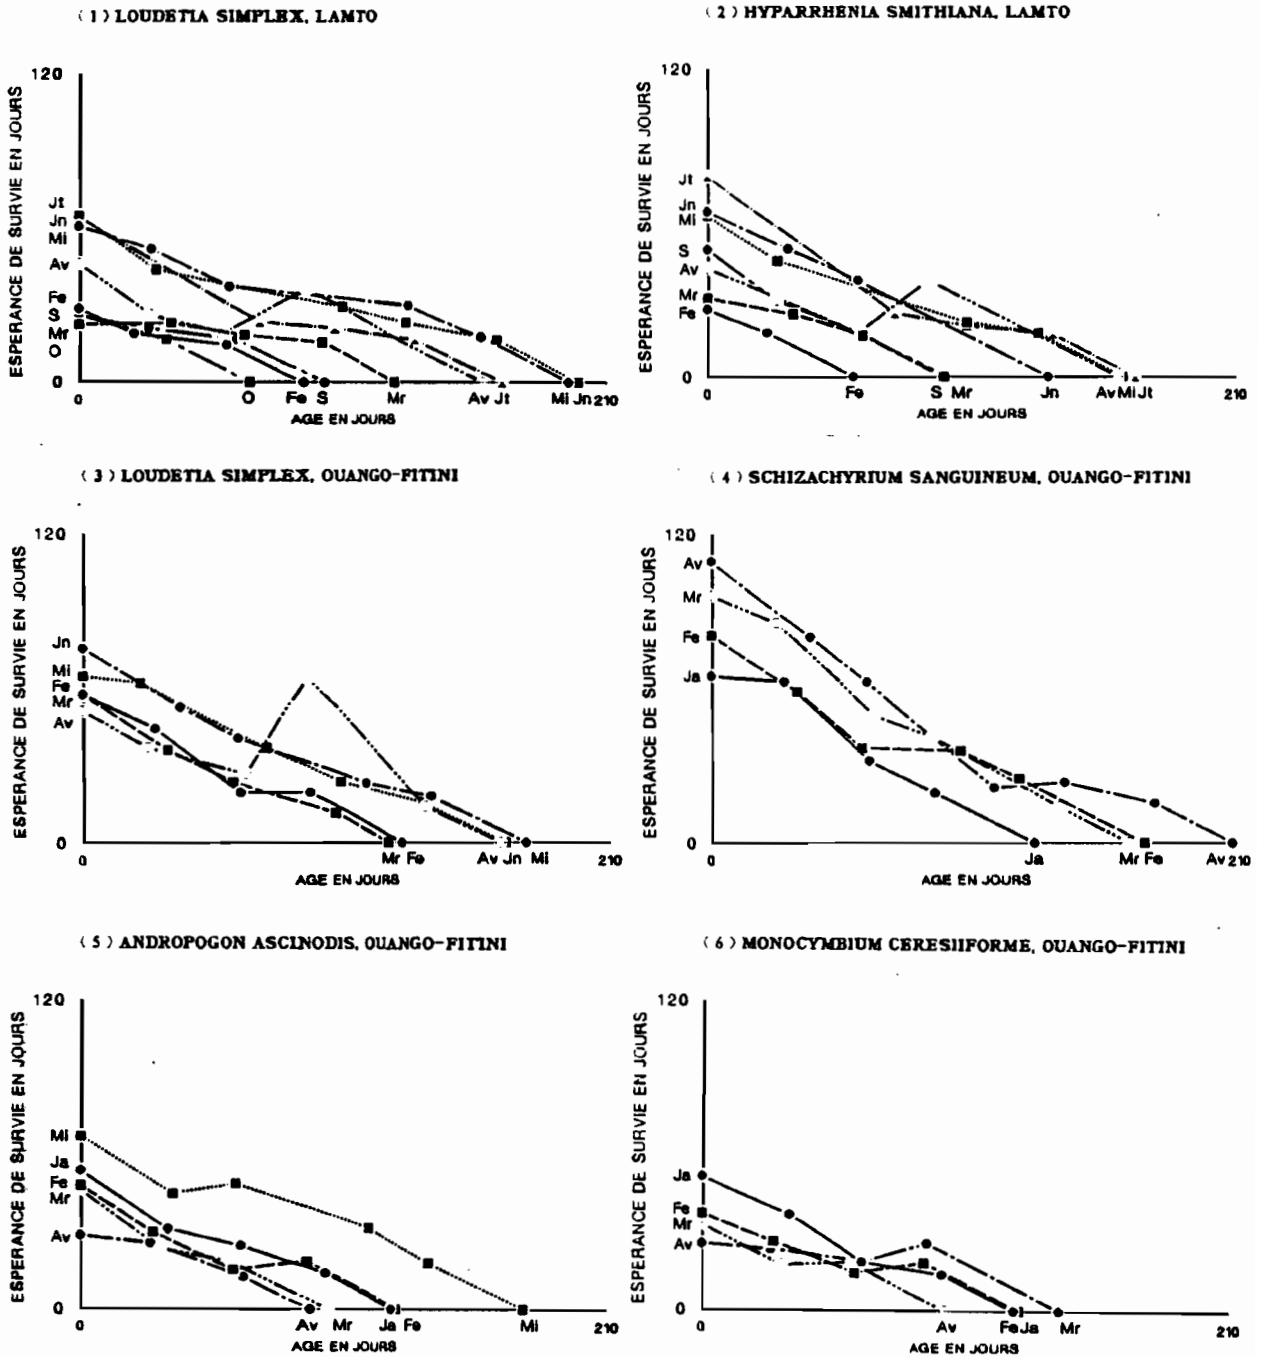 (1) LOUDETIA SIMPLEX, LAMTO
120
ESPERANCE DE SURVIE EN JOURS
Jt
Jn
Mi
Av
Fe
S
Mr
O
0
0 O Fe S Mr Av Jt Mi Jn 210
AGE EN JOURS
(2) HYPARRHENIA SMITHIANA, LAMTO
120
ESPERANCE DE SURVIE EN JOURS
Jt
Jn
Mi
S
Av
Mr
Fe
0
0 Fe S Mr Jn Av Mi Jt 210
AGE EN JOURS
(3) LOUDETIA SIMPLEX, OUANGO-FITINI
120
ESPERANCE DE SURVIE EN JOURS
Jn
Mi
Fe
Mr
Av
0
0 Mr Fe Av Jn Mi 210
AGE EN JOURS
(4) SCHIZACHYRIUM SANGUINEUM, OUANGO-FITINI
120
ESPERANCE DE SURVIE EN JOURS
Av
Mr
Fe
Ja
0
0 Ja Mr Fe Av 210
AGE EN JOURS
(5) ANDROPOGON ASCINODIS, OUANGO-FITINI
120
ESPERANCE DE SURVIE EN JOURS
Mi
Ja
Fe
Mr
Av
0
0 Av Mr Ja Fe Mi 210
AGE EN JOURS
(6) MONOCYMBIUM CERESIIFORME, OUANGO-FITINI
120
ESPERANCE DE SURVIE EN JOURS
Ja
Fe
Mr
Av
0
0 Av Fe Ja Mr 210
AGE EN JOURS